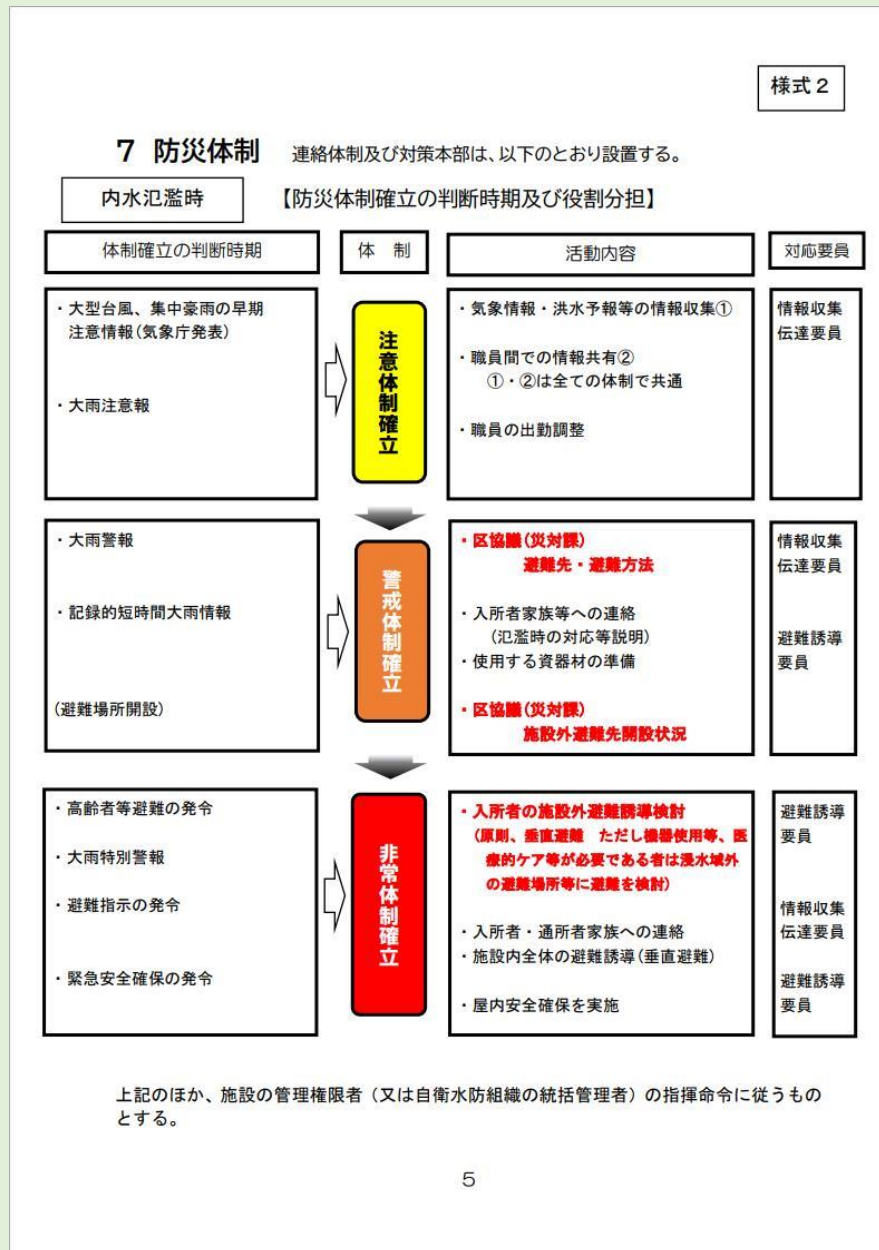 様式2
7 防災体制 連絡体制及び対策本部は、以下のとおり設置する。
内水氾濫時 【防災体制確立の判断時期及び役割分担】
体制確立の判断時期
体 制
活動内容
対応要員
・大型台風、集中豪雨の早期
注意情報(気象庁発表)
・大雨注意報
注意体制確立
・気象情報・洪水予報等の情報収集①
・職員間での情報共有②
①・②は全ての体制で共通
・職員の出勤調整
情報収集
伝達要員
・大雨警報
・記録的短時間大雨情報
(避難場所開設)
警戒体制確立
・区協議(災対課)
避難先・避難方法
・入所者家族等への連絡
(氾濫時の対応等説明)
・使用する資器材の準備
・区協議(災対課)
施設外避難先開設状況
情報収集
伝達要員
避難誘導
要員
・高齢者等避難の発令
・大雨特別警報
・避難指示の発令
・緊急安全確保の発令
非常体制確立
・入所者の施設外避難誘導検討
(原則、垂直避難 ただし機器使用等、医
療的ケア等が必要である者は浸水域外
の避難場所等に避難を検討)
・入所者・通所者家族への連絡
・施設内全体の避難誘導(垂直避難)
・屋内安全確保を実施
避難誘導
要員
情報収集
伝達要員
避難誘導
要員
上記のほか、施設の管理権限者(又は自衛水防組織の統括管理者)の指揮命令に従うもの
とする。
5